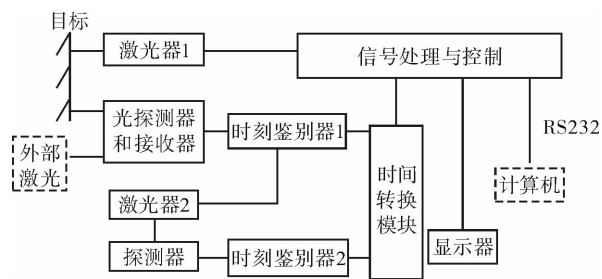 目标
激光器1
信号处理与控制
光探测器
和接收器
时刻鉴别器1
RS232
外部
激光
时间
转换
模块
计算机
激光器2
显示器
探测器
时刻鉴别器2